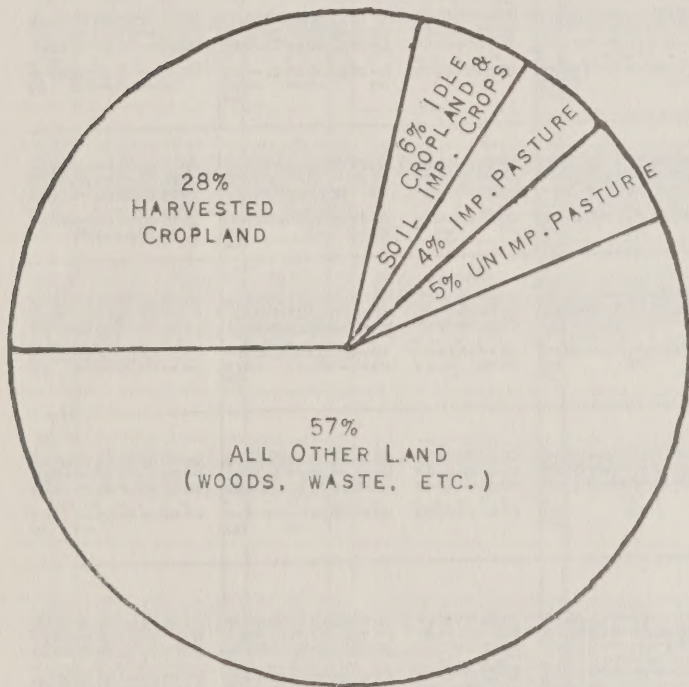 28%
HARVESTED
CROPLAND
6% IDLE
CROPLAND &
SOIL IMP. CROPS
4% IMP. PASTURE
5% UNIMP. PASTURE
57%
ALL OTHER LAND
(WOODS, WASTE, ETC.)